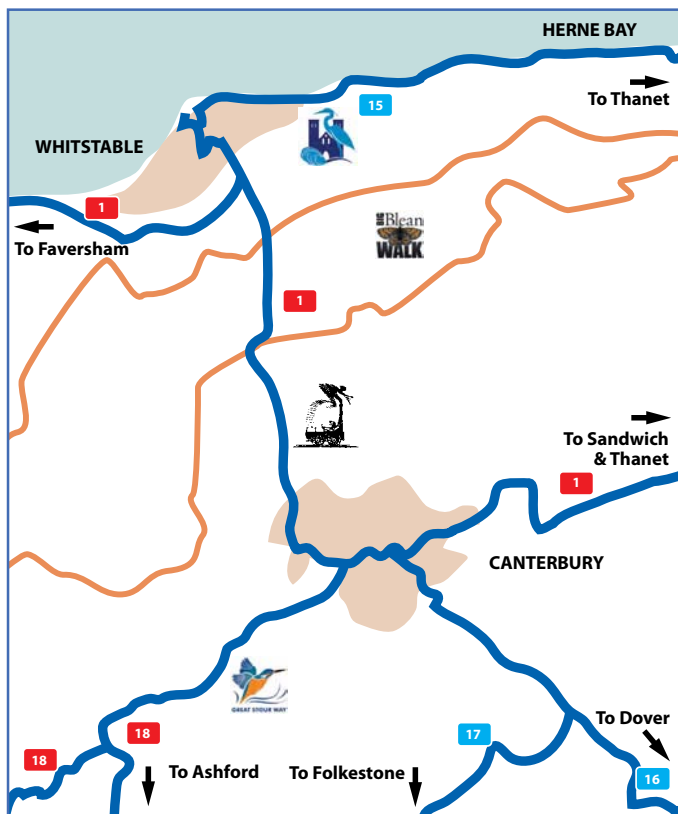 HERNE BAY
To Thanet
15
WHITSTABLE
1
To Faversham
BIG Blean
WALK
1
To Sandwich
& Thanet
1
CANTERBURY
GREAT STOUR WAY
To Dover
17
18
18
To Ashford
To Folkestone
16